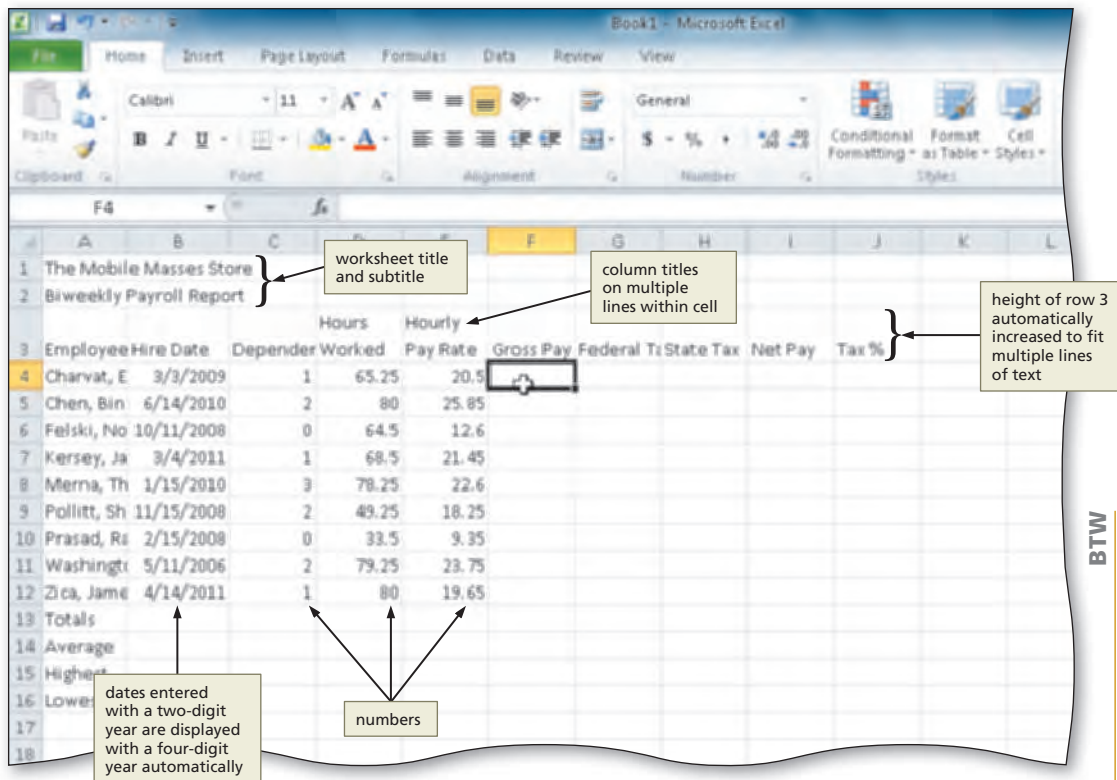 Book1 - Microsoft Excel
File Home Insert Page Layout Formulas Data Review View
Calibri 11 A A General
Paste B I U A $ % , Conditional Formatting Format as Table Cell Styles
Clipboard Font Alignment Number Styles
F4 fx
A B C D E F G H I J K L
1 The Mobile Masses Store
2 Biweekly Payroll Report
Hours Hourly
3 Employee Hire Date Depender Worked Pay Rate Gross Pay Federal Ta State Tax Net Pay Tax %
4 Charvat, E 3/3/2009 1 65.25 20.5
5 Chen, Bin 6/14/2010 2 80 25.85
6 Felski, No 10/11/2008 0 64.5 12.6
7 Kersey, Ja 3/4/2011 1 68.5 21.45
8 Merna, Th 1/15/2010 3 78.25 22.6
9 Pollitt, Sh 11/15/2008 2 49.25 18.25
10 Prasad, Ra 2/15/2008 0 33.5 9.35
11 Washingto 5/11/2006 2 79.25 23.75
12 Zica, Jame 4/14/2011 1 80 19.65
13 Totals
14 Average
15 Highest
16 Lowes
17
18
worksheet title
and subtitle
column titles
on multiple
lines within cell
height of row 3
automatically
increased to fit
multiple lines
of text
dates entered
with a two-digit
year are displayed
with a four-digit
year automatically
numbers
BTW